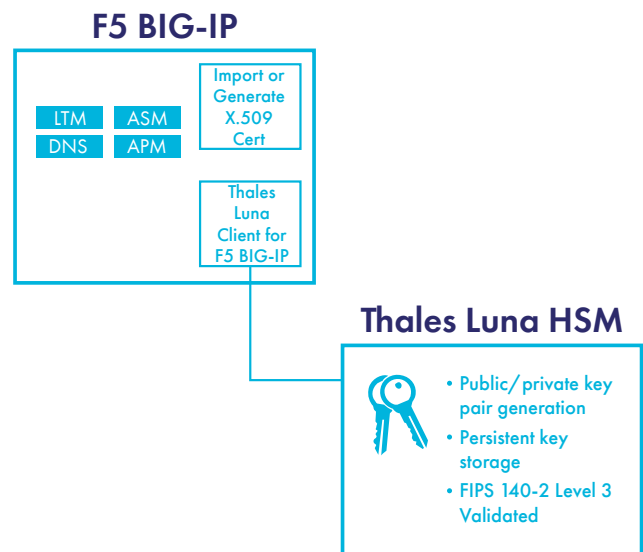 F5 BIG-IP
LTM
ASM
DNS
APM
Import or
Generate
X.509
Cert
Thales
Luna
Client for
F5 BIG-IP
Thales Luna HSM
• Public/private key
pair generation
• Persistent key
storage
• FIPS 140-2 Level 3
Validated